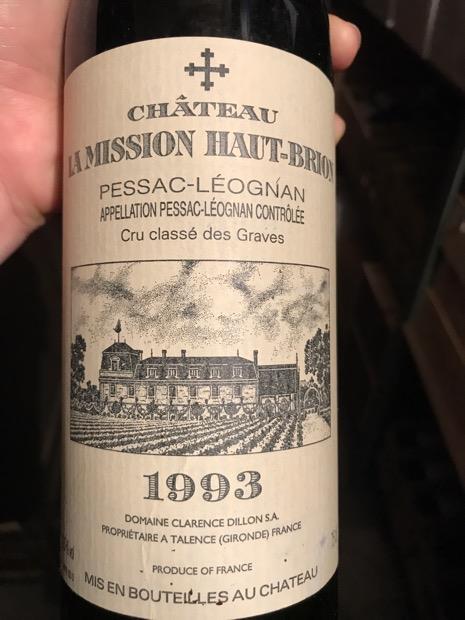 CHÂTEAU
LA MISSION HAUT-BRION
PESSAC-LÉOGNAN
APPELLATION PESSAC-LÉOGNAN CONTRÔLÉE
Cru classé des Graves
1993
DOMAINE CLARENCE DILLON S.A.
PROPRIÉTAIRE A TALENCE (GIRONDE) FRANCE
PRODUCE OF FRANCE
MIS EN BOUTEILLES AU CHATEAU